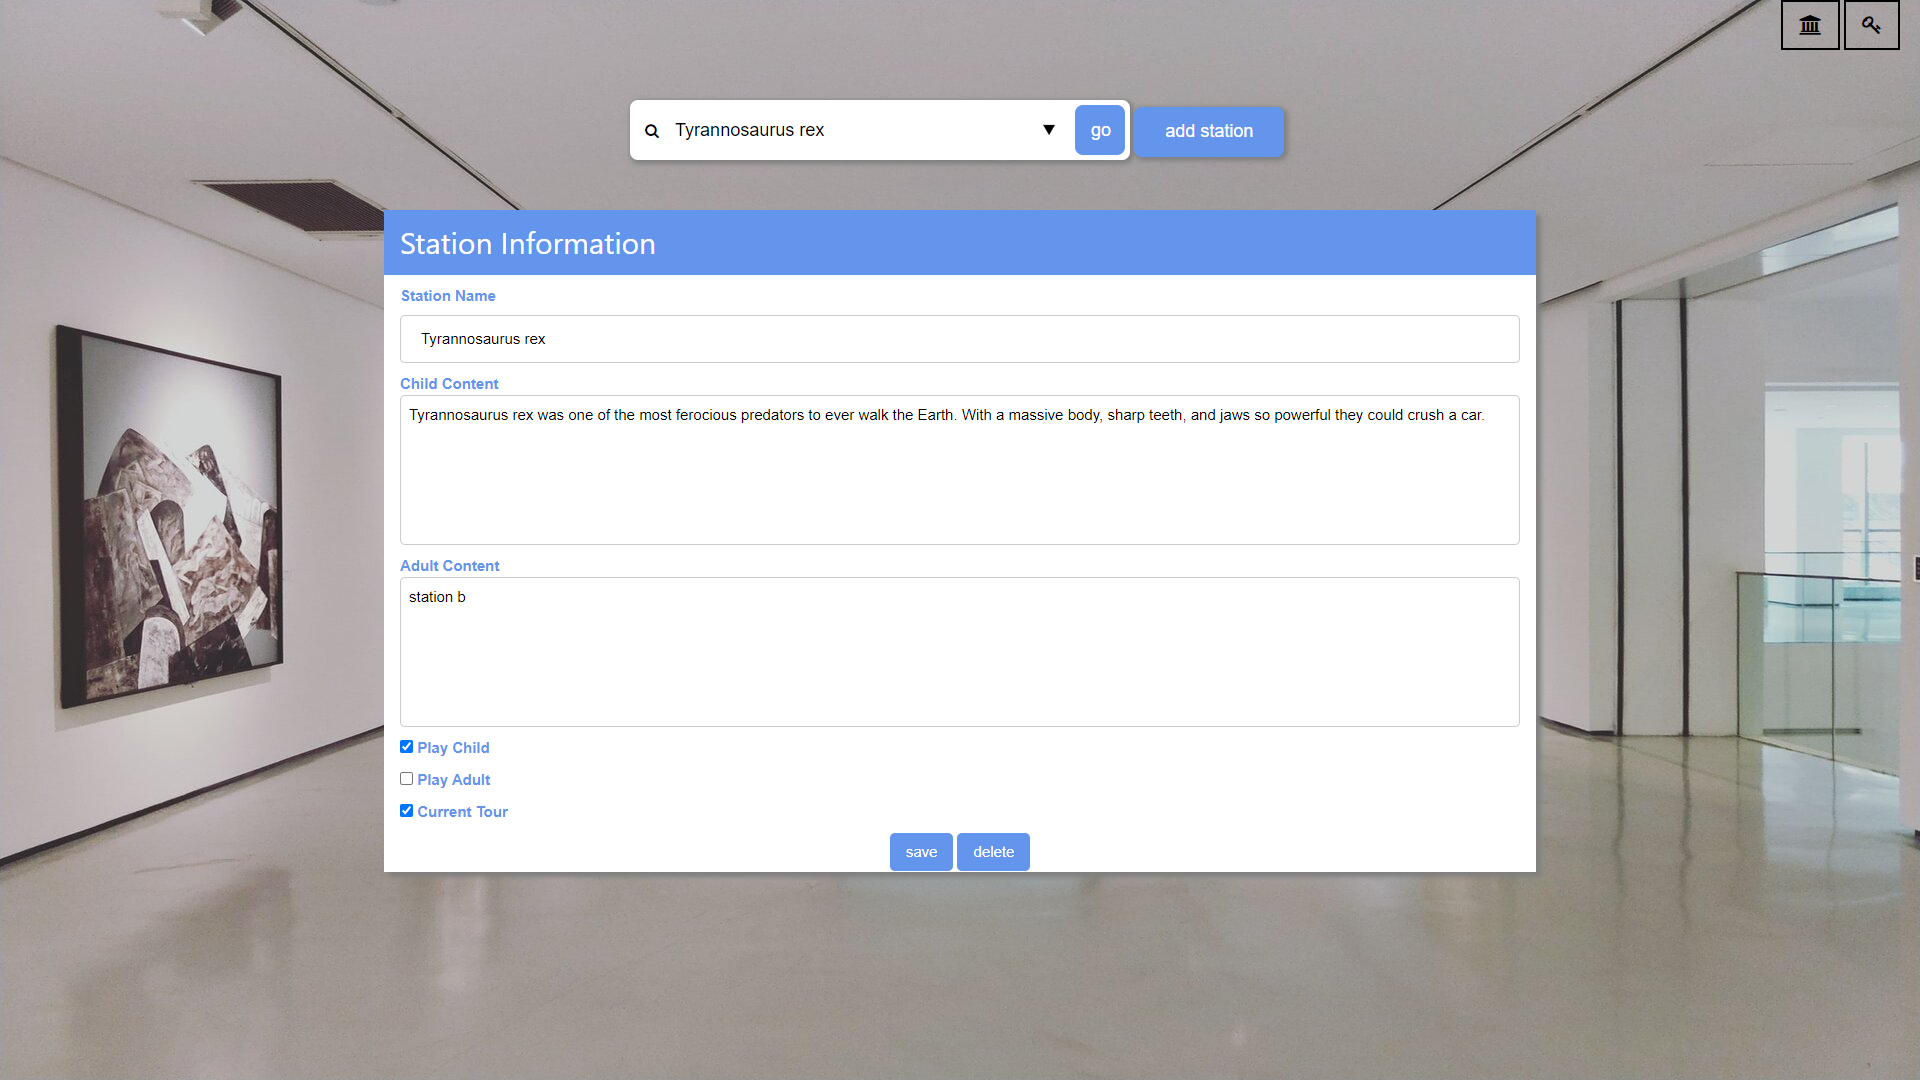 Tyrannosaurus rex
go
add station
Station Information
Station Name
Tyrannosaurus rex
Child Content
Tyrannosaurus rex was one of the most ferocious predators to ever walk the Earth. With a massive body, sharp teeth, and jaws so powerful they could crush a car.
Adult Content
station b
Play Child
Play Adult
Current Tour
save
delete